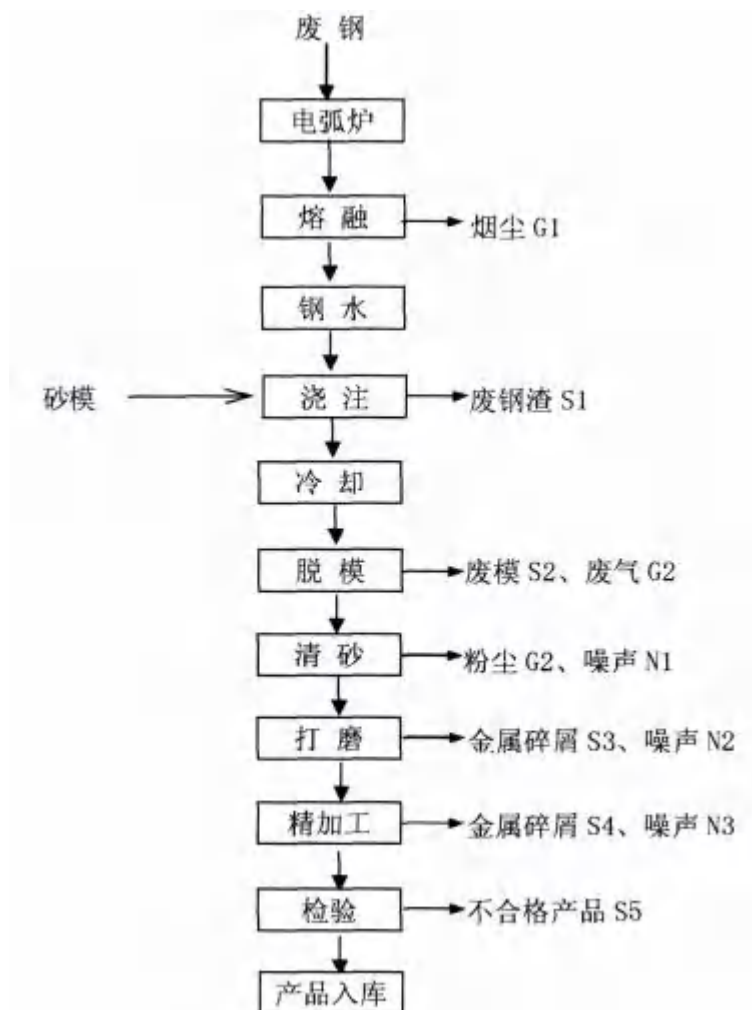 废 钢
电弧炉
熔 融
烟尘 G1
钢 水
砂模
浇 注
废钢渣 S1
冷 却
脱 模
废模 S2、废气 G2
清 砂
粉尘 G2、噪声 N1
打 磨
金属碎屑 S3、噪声 N2
精加工
金属碎屑 S4、噪声 N3
检验
不合格产品 S5
产品入库